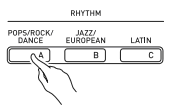 RHYTHM
POPS/ROCK/ JAZZ/
DANCE EUROPEAN LATIN
A B C